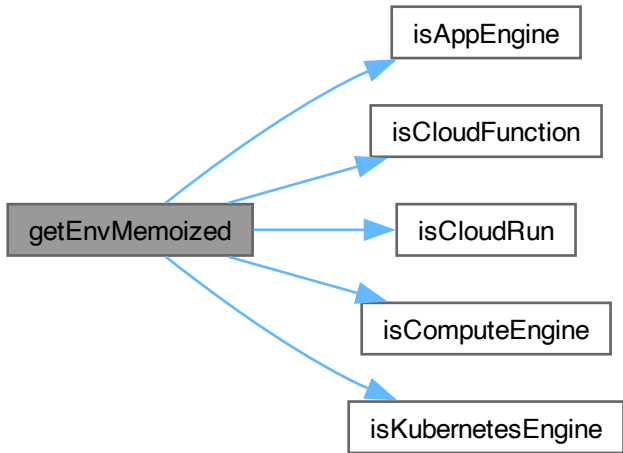 isAppEngine
isCloudFunction
getEnvMemoized
isCloudRun
isComputeEngine
isKubernetesEngine